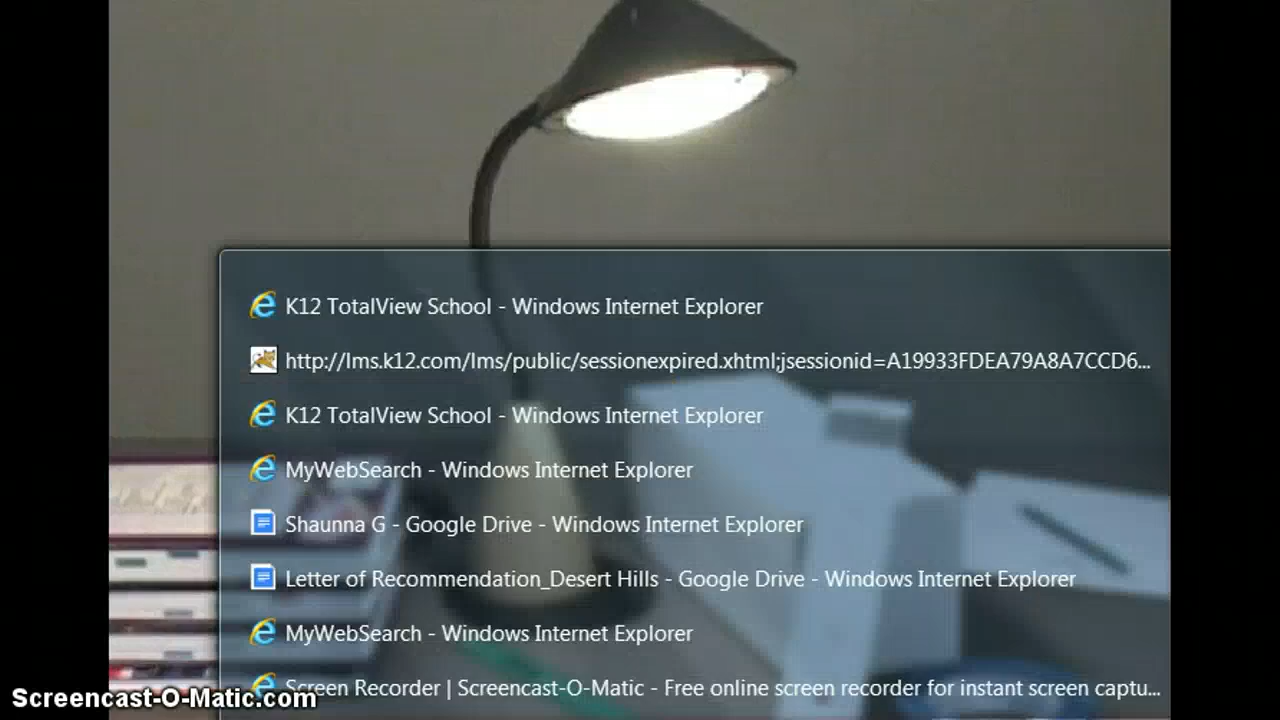 K12 TotalView School - Windows Internet Explorer
http://lms.k12.com/lms/public/sessionexpired.xhtml;jsessionid=A19933FDEA79A8A7CCD6...
K12 TotalView School - Windows Internet Explorer
MyWebSearch - Windows Internet Explorer
Shaunna G - Google Drive - Windows Internet Explorer
Letter of Recommendation_Desert Hills - Google Drive - Windows Internet Explorer
MyWebSearch - Windows Internet Explorer
Screen Recorder | Screencast-O-Matic - Free online screen recorder for instant screen captu...
Screencast-O-Matic.com